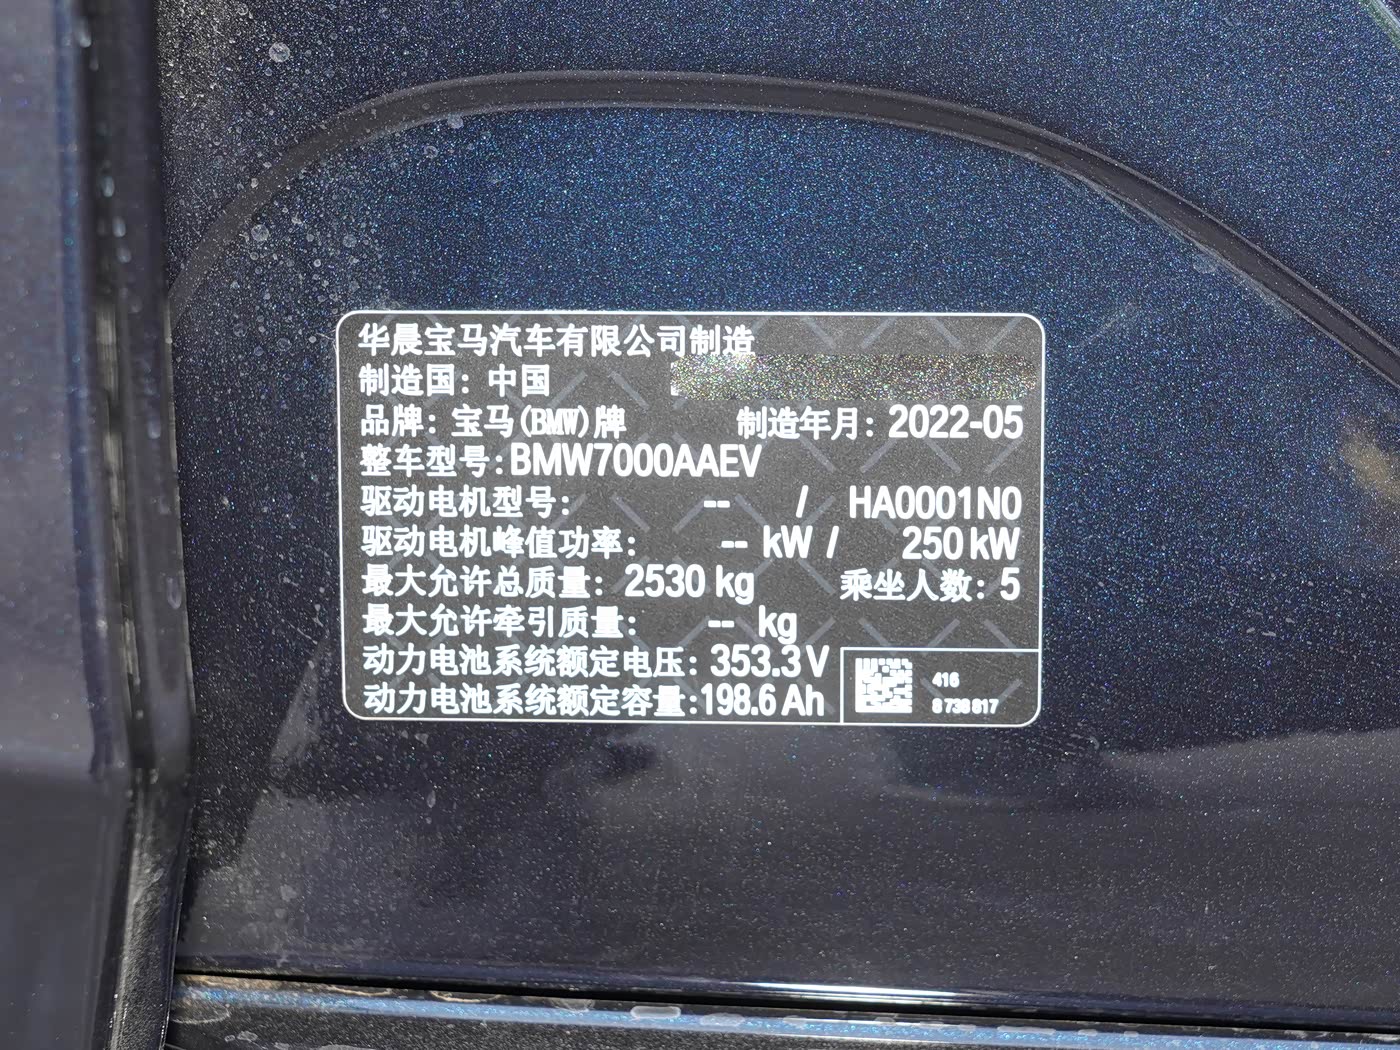 华晨宝马汽车有限公司制造
制造国：中国
品牌：宝马(BMW)牌 制造年月：2022-05
整车型号：BMW7000AAEV
驱动电机型号： -- / HA0001N0
驱动电机峰值功率： -- kW / 250 kW
最大允许总质量：2530 kg 乘坐人数：5
最大允许牵引质量： -- kg
动力电池系统额定电压：353.3V
动力电池系统额定容量：198.6 Ah
416
8 738 817